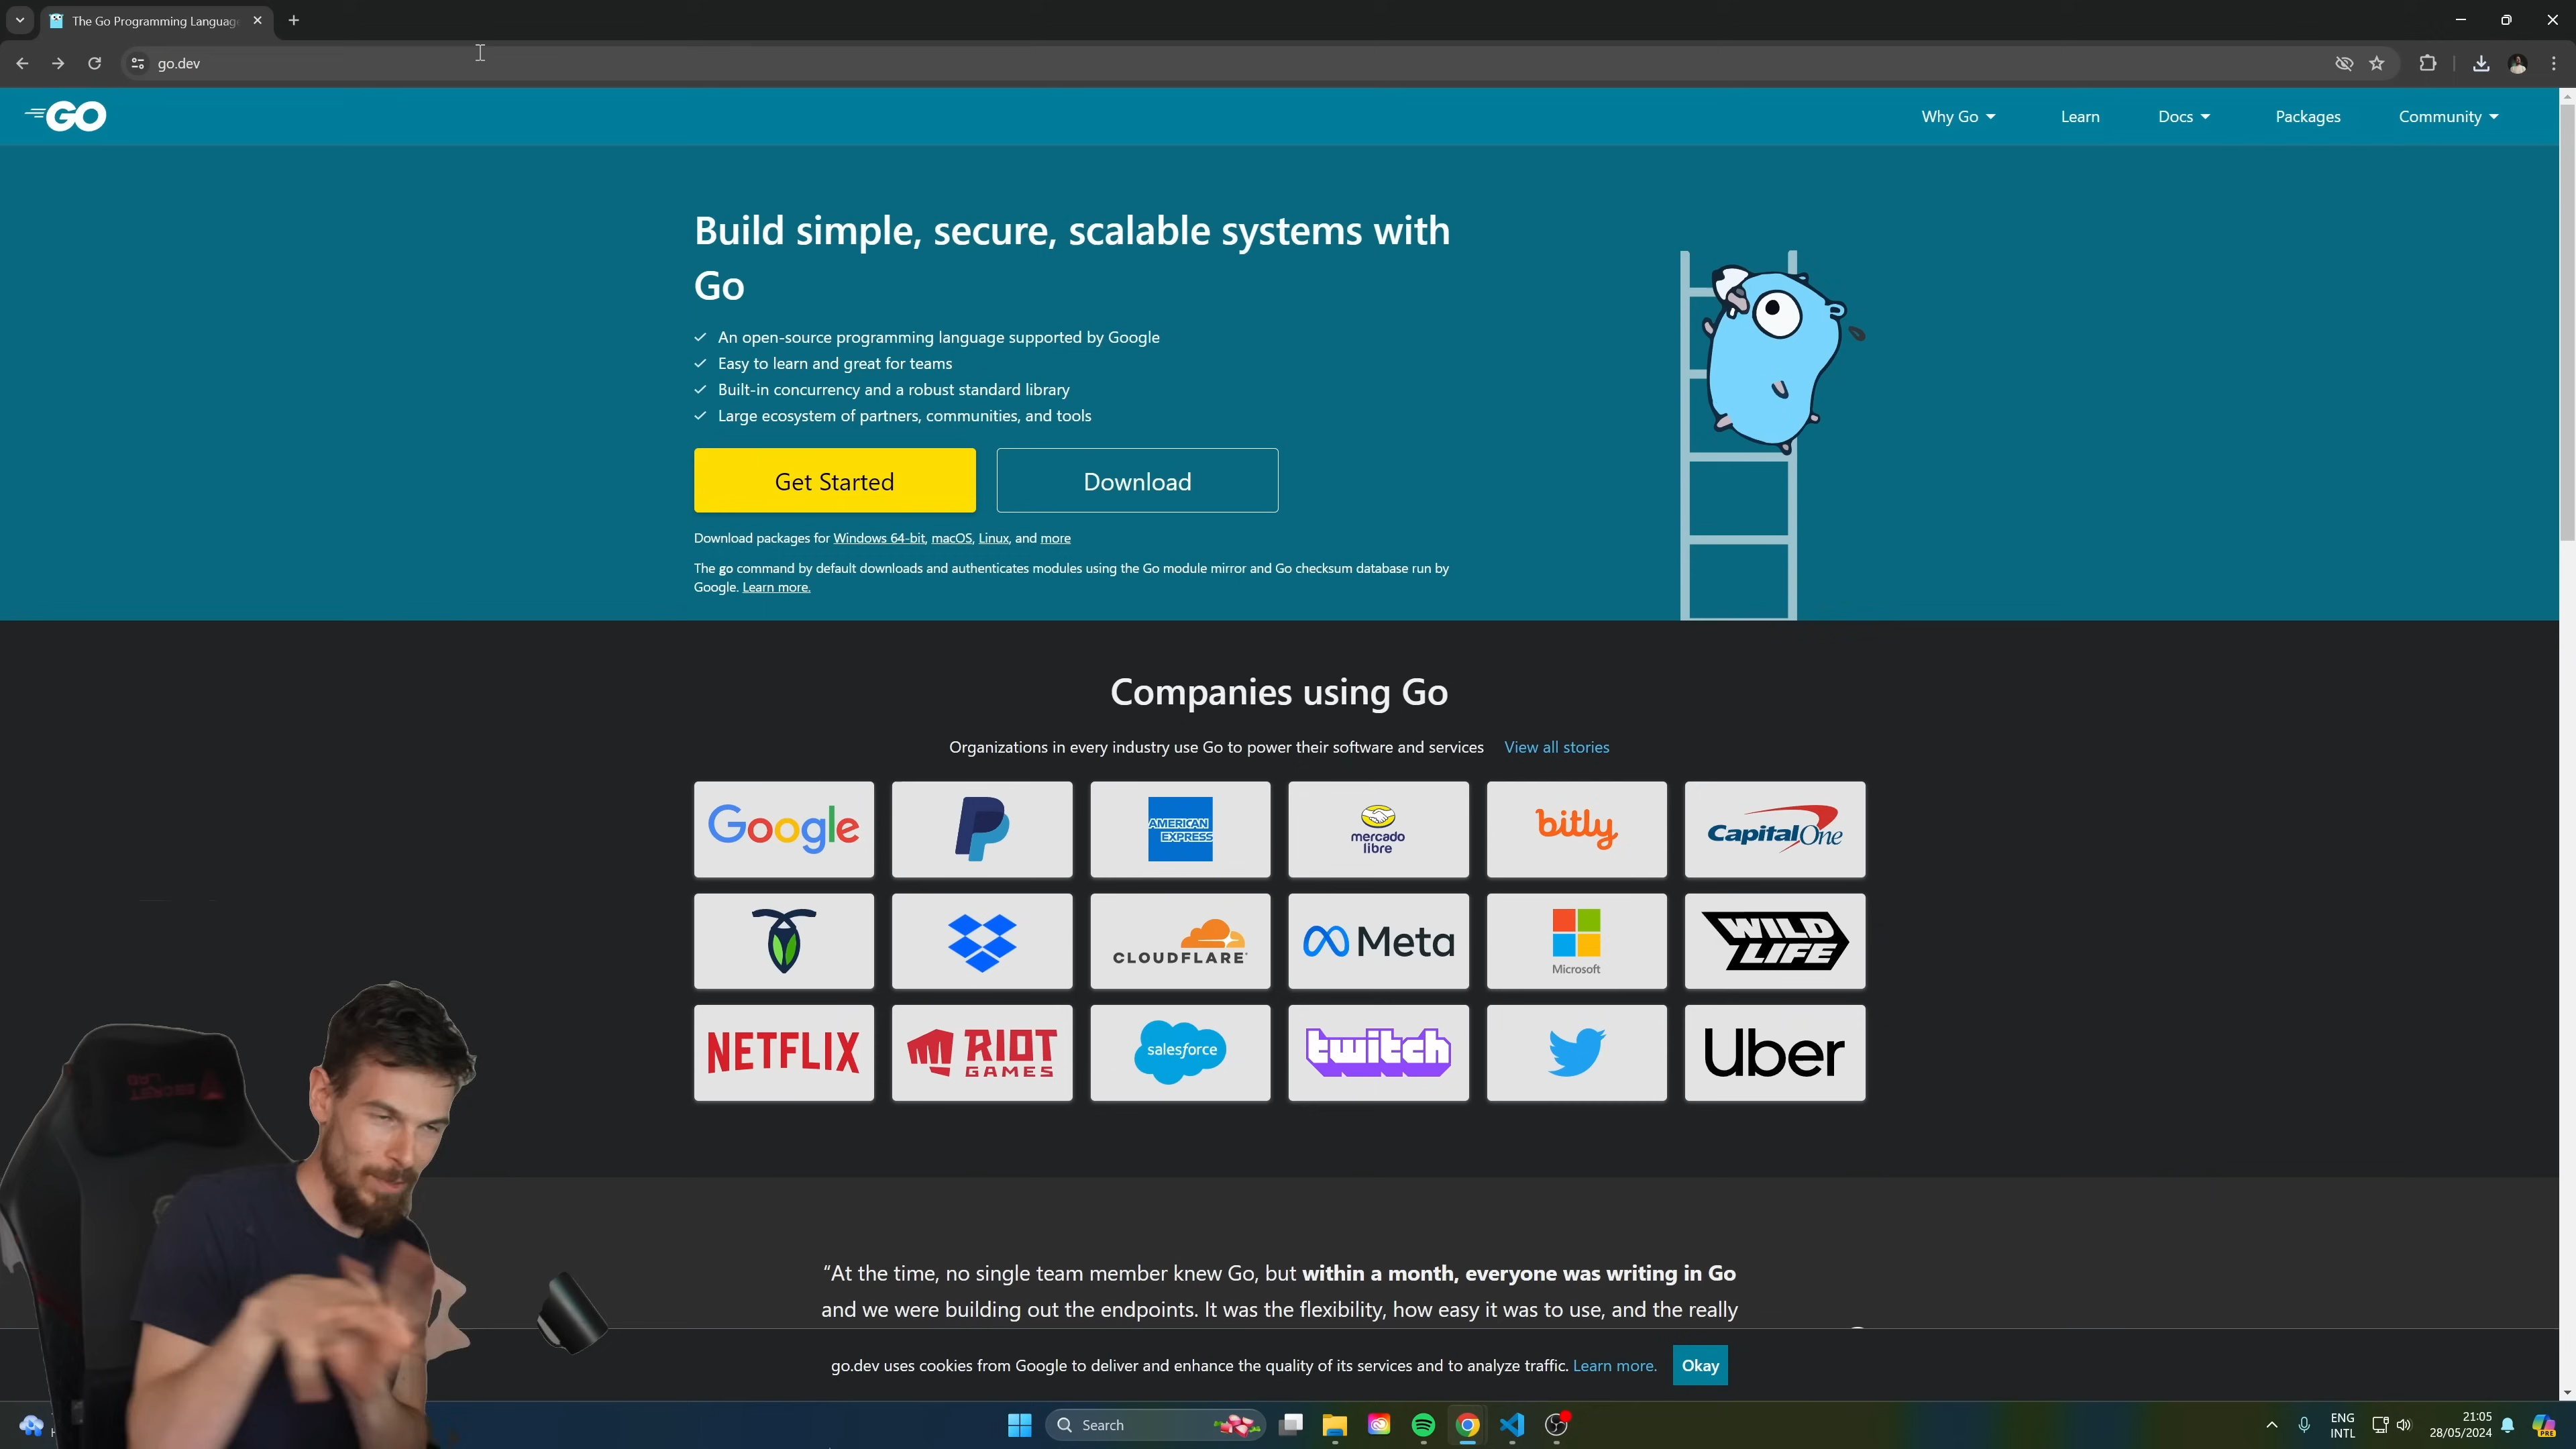 The Go Programming Language
go.dev
GO
Why Go
Learn
Docs
Packages
Community
Build simple, secure, scalable systems with
Go
An open-source programming language supported by Google
Easy to learn and great for teams
Built-in concurrency and a robust standard library
Large ecosystem of partners, communities, and tools
Get Started
Download
Download packages for Windows 64-bit, macOS, Linux, and more
The go command by default downloads and authenticates modules using the Go module mirror and Go checksum database run by
Google. Learn more.
Companies using Go
Organizations in every industry use Go to power their software and services View all stories
Google
AMERICAN
EXPRESS
mercado
libre
bitly
CapitalOne
CLOUDFLARE
Meta
Microsoft
WILD
LIFE
NETFLIX
RIOT
GAMES
salesforce
twitch
Uber
“At the time, no single team member knew Go, but within a month, everyone was writing in Go
and we were building out the endpoints. It was the flexibility, how easy it was to use, and the really
go.dev uses cookies from Google to deliver and enhance the quality of its services and to analyze traffic. Learn more.
Okay
Search
ENG
INTL
21:05
28/05/2024
PRE